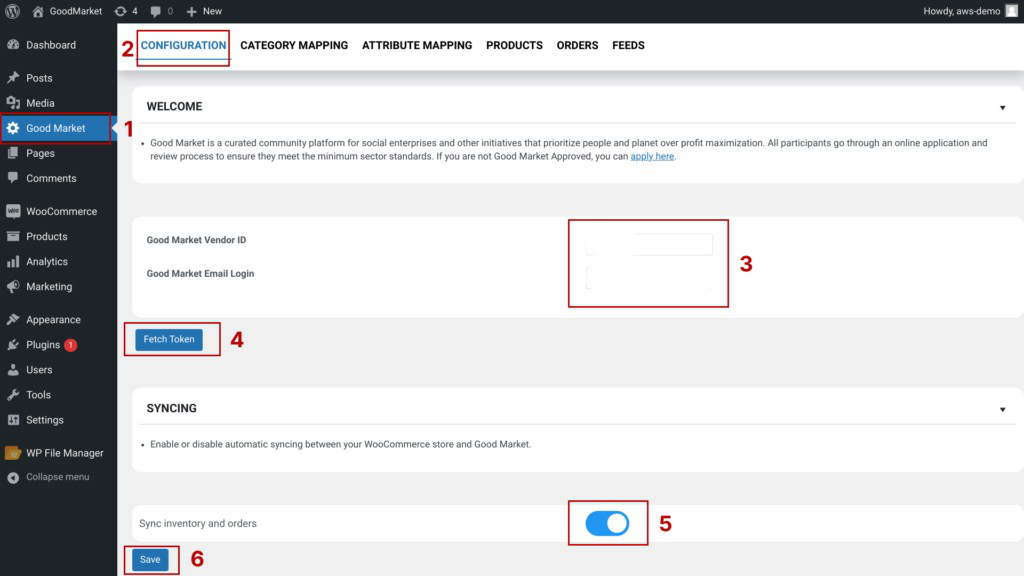 GoodMarket 4 0 New Howdy, aws-demo
Dashboard
Posts
Media
Good Market
Pages
Comments
Woo WooCommerce
Products
Analytics
Marketing
Appearance
Plugins 1
Users
Tools
Settings
WP File Manager
Collapse menu
1
2 CONFIGURATION CATEGORY MAPPING ATTRIBUTE MAPPING PRODUCTS ORDERS FEEDS
WELCOME
• Good Market is a curated community platform for social enterprises and other initiatives that prioritize people and planet over profit maximization. All participants go through an online application and
review process to ensure they meet the minimum sector standards. If you are not Good Market Approved, you can apply here.
Good Market Vendor ID
Good Market Email Login
3
Fetch Token 4
SYNCING
• Enable or disable automatic syncing between your WooCommerce store and Good Market.
Sync inventory and orders 5
Save 6